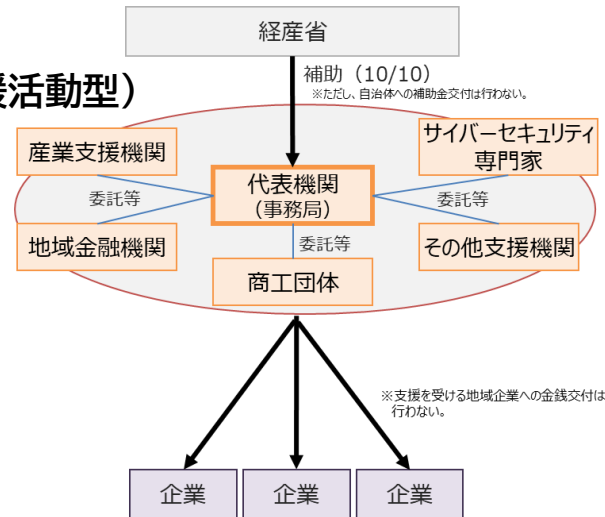 経産省
補助（10/10）
※ただし、自治体への補助金交付は行わない。
援活動型）
産業支援機関
サイバーセキュリティ
専門家
代表機関
（事務局）
委託等
委託等
地域金融機関
委託等
その他支援機関
商工団体
※支援を受ける地域企業への金銭交付は
行わない。
企業
企業
企業